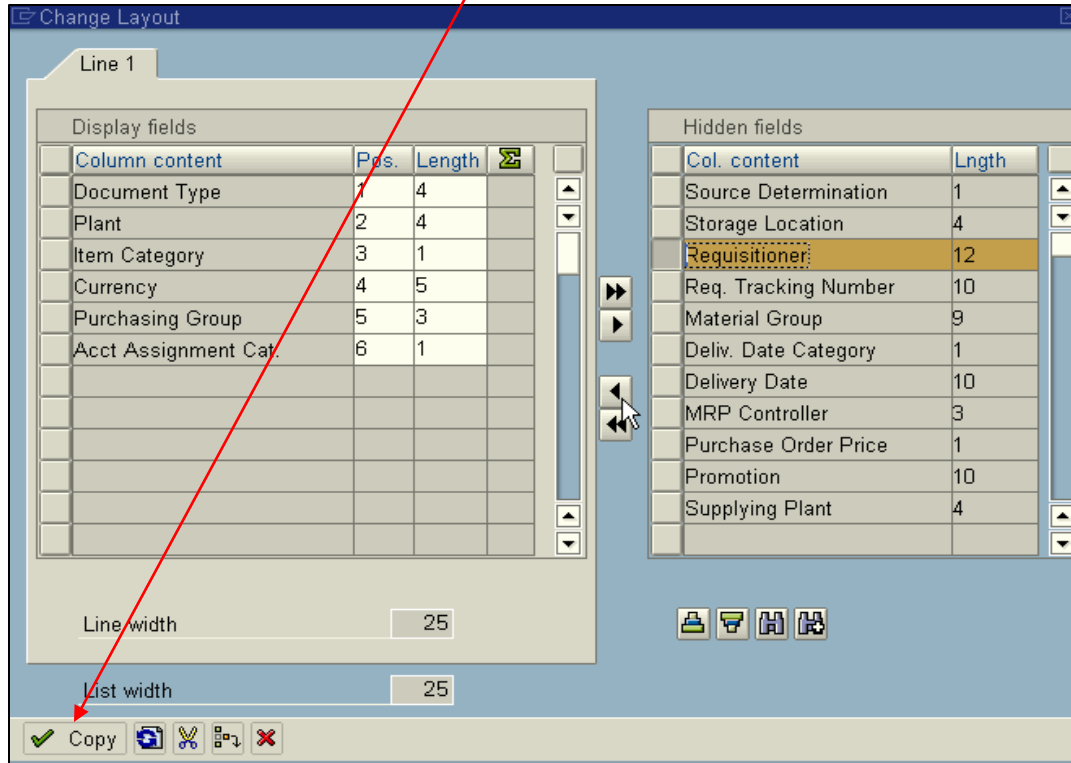 Change Layout
Line 1
Display fields
Column content Pos. Length
Document Type 1 4
Plant 2 4
Item Category 3 1
Currency 4 5
Purchasing Group 5 3
Acct Assignment Cat. 6 1
Line width 25
List width 25
Hidden fields
Col. content Lngth
Source Determination 1
Storage Location 4
Requisitioner 12
Req. Tracking Number 10
Material Group 9
Deliv. Date Category 1
Delivery Date 10
MRP Controller 3
Purchase Order Price 1
Promotion 10
Supplying Plant 4
Copy